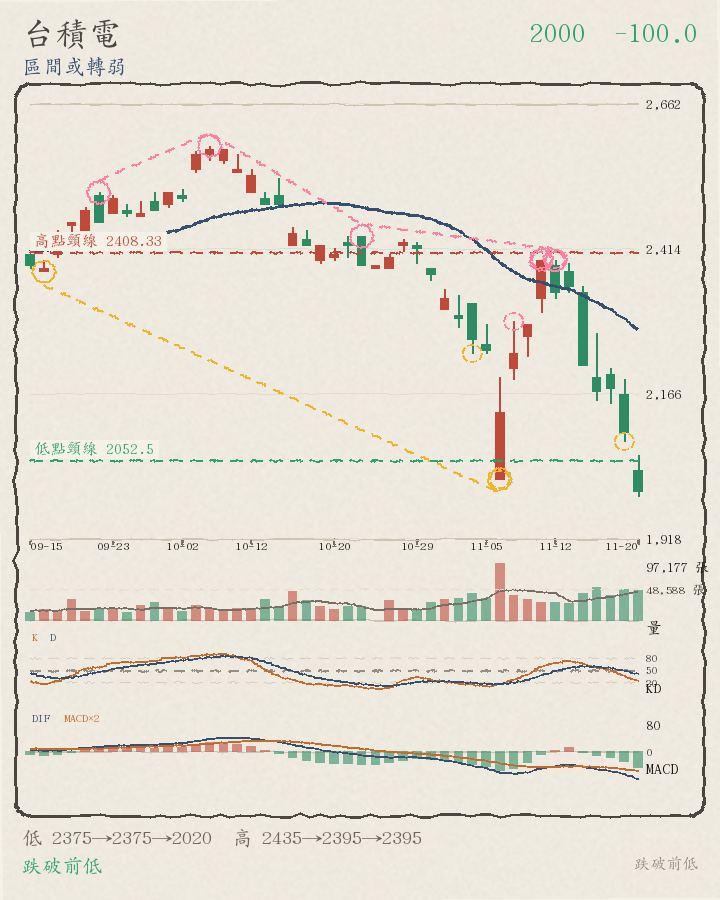 台積電
2000 -100.0
區間或轉弱
2,662
高點頸線 2408.33
2,414
2,166
低點頸線 2052.5
1,918
09-15 09-23 10-02 10-12 10-20 10-29 11-05 11-12 11-20
97,177 張
48,588 張
量
K D
80
50
20
KD
DIF MACD×2
80
0
MACD
低 2375→2375→2020 高 2435→2395→2395
跌破前低
跌破前低